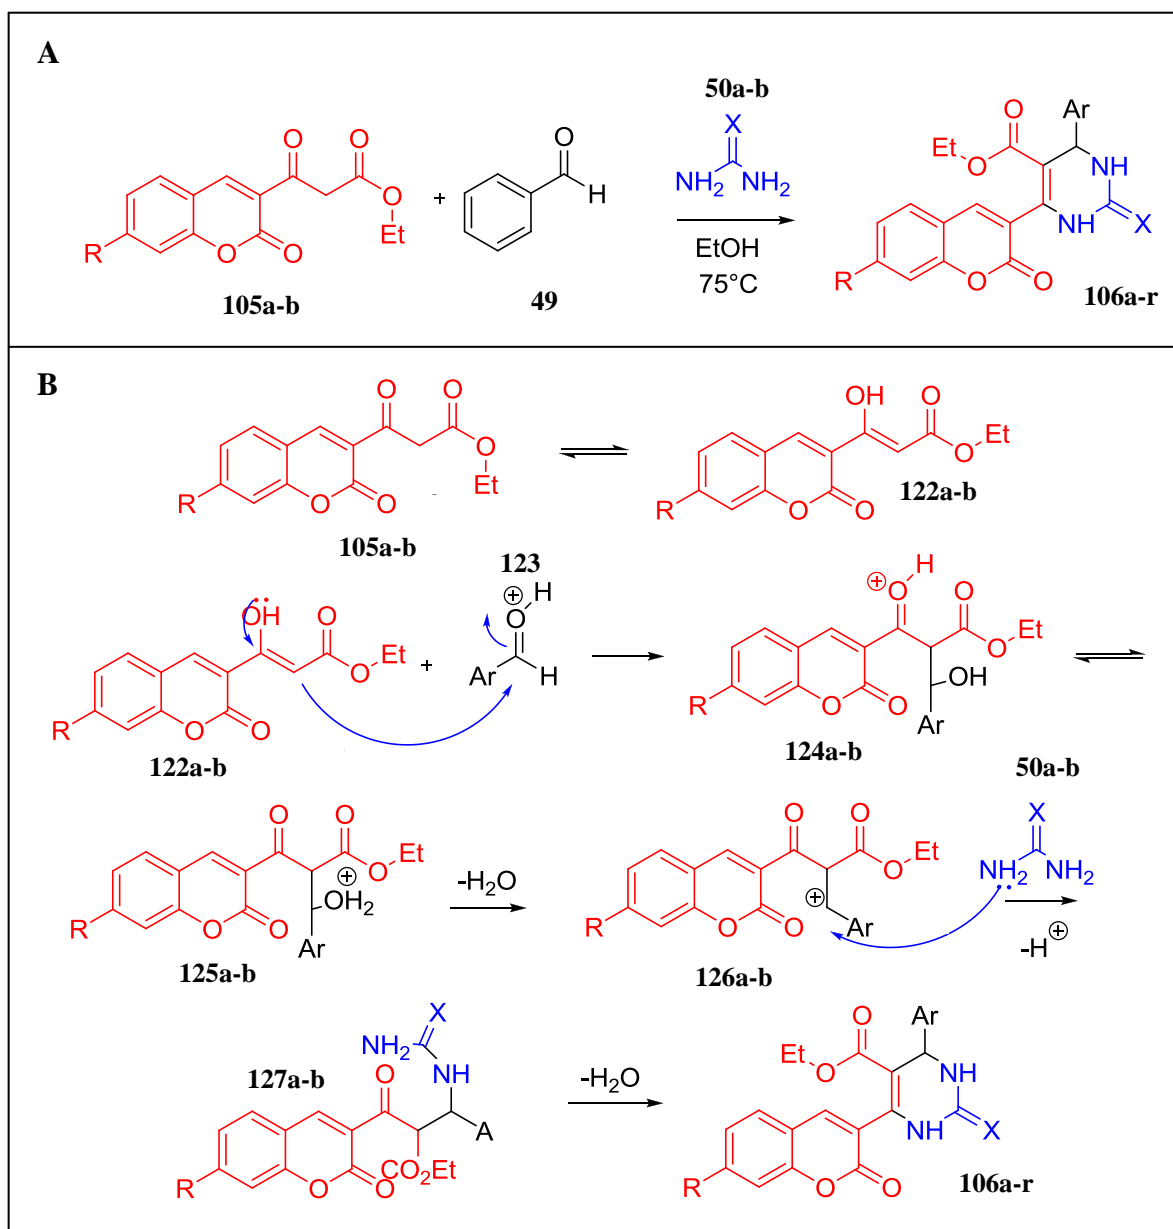 A
50a-b
X
NH2 NH2
O O
O
Et
R O O
105a-b
+
O
H
49
EtOH
75°C
O Ar
Et O
NH
NH X
R O O
106a-r
B
O O
O
Et
R O O
105a-b
OH O
O Et
R O O
122a-b
OH O
O Et
R O O
122a-b
+
123
⊕ H
O
Ar H
H
⊕ O O
O Et
OH
R O O Ar
124a-b
50a-b
O O
O Et
⊕
OH2
R O O Ar
125a-b
-H2O
O O
O Et
⊕
R O O Ar
126a-b
X
NH2 NH2
-H⊕
127a-b
X
NH2
NH
O
A
CO2Et
R O O
-H2O
O Ar
Et O
NH
NH X
R O O
106a-r